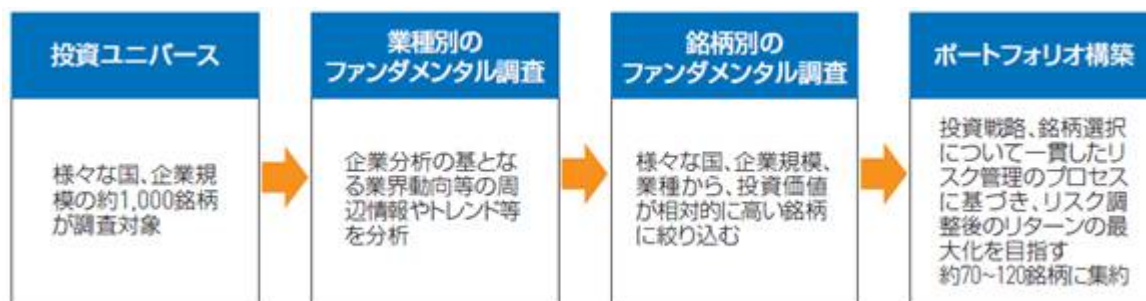 投資ユニバース
様々な国、企業規
模の約1,000銘柄
が調査対象
業種別の
ファンダメンタル調査
企業分析の基とな
る業界動向等の周
辺情報やトレンド等
を分析
銘柄別の
ファンダメンタル調査
様々な国、企業規模、
業種から、投資価値
が相対的に高い銘柄
に絞り込む
ポートフォリオ構築
投資戦略、銘柄選択
について一貫したリ
スク管理のプロセス
に基づき、リスク調
整後のリターンの最
大化を目指す
約70~120銘柄に集約